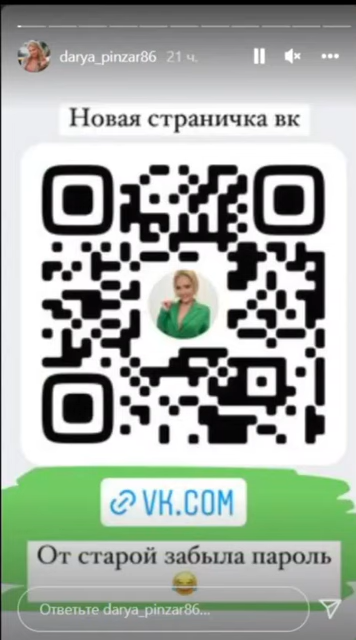 darya_pinzar86 21 ч.
Новая страничка вк
VK.COM
От старой забыла пароль
Ответьте darya_pinzar86...